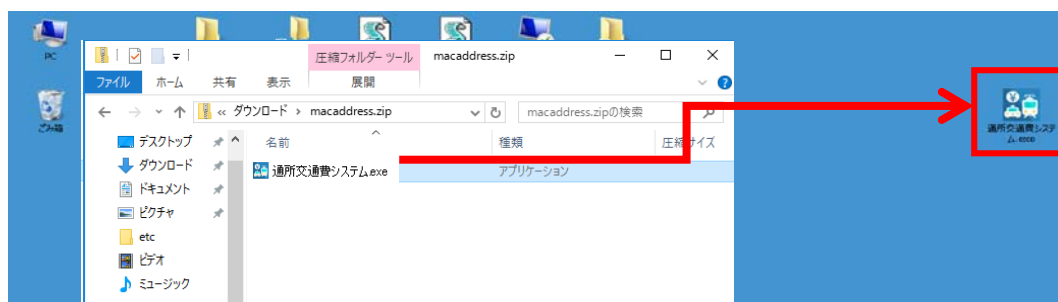 PC
ごみ箱
圧縮フォルダー ツール
macaddress.zip
ファイル
ホーム
共有
表示
展開
« ダウンロード › macaddress.zip
macaddress.zipの検索
デスクトップ
ダウンロード
ドキュメント
ピクチャ
etc
ビデオ
ミュージック
名前
種類
圧縮サイズ
通所交通費システム.exe
アプリケーション
通所交通費システ
ム.exe